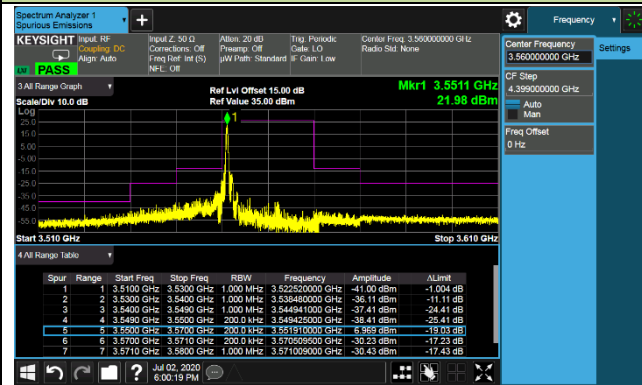 Spectrum Analyzer 1
Spurious Emissions
+
Frequency
KEYSIGHT Input: RF Input Z: 50 Ω Atten: 20 dB Trig: Periodic Center Freq: 3.560000000 GHz
Coupling: DC Corrections: Off Preamp: Off Gate: LO Radio Std: None
Align: Auto Freq Ref: Int (S) µW Path: Standard IF Gain: Low
NFE: Off
PASS
Center Frequency
3.560000000 GHz
Settings
CF Step
4.399000000 GHz
Auto
Man
Freq Offset
0 Hz
3 All Range Graph
Ref Lvl Offset 15.00 dB
Mkr1 3.5511 GHz
Scale/Div 10.0 dB
Ref Value 35.00 dBm
21.98 dBm
Log
25.0
15.0
5.00
-5.00
-15.0
-25.0
-35.0
-45.0
-55.0
1
Start 3.510 GHz
Stop 3.610 GHz
4 All Range Table
Spur Range Start Freq Stop Freq RBW Frequency Amplitude ΔLimit
1 1 3.5100 GHz 3.5300 GHz 1.000 MHz 3.522520000 GHz -41.00 dBm -1.004 dB
2 2 3.5300 GHz 3.5400 GHz 1.000 MHz 3.538480000 GHz -36.11 dBm -11.11 dB
3 3 3.5400 GHz 3.5490 GHz 1.000 MHz 3.544941000 GHz -37.41 dBm -24.41 dB
4 4 3.5490 GHz 3.5500 GHz 200.0 kHz 3.549425000 GHz -38.41 dBm -25.41 dB
5 5 3.5500 GHz 3.5700 GHz 200.0 kHz 3.551910000 GHz 6.969 dBm -19.03 dB
6 6 3.5700 GHz 3.5710 GHz 200.0 kHz 3.570509500 GHz -30.23 dBm -17.23 dB
7 7 3.5710 GHz 3.5800 GHz 1.000 MHz 3.571009000 GHz -30.43 dBm -17.43 dB
Jul 02, 2020
6:00:19 PM